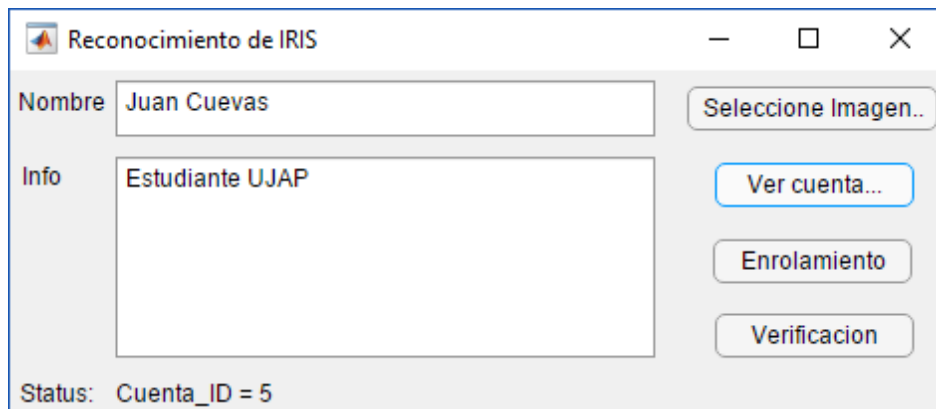 Reconocimiento de IRIS
Nombre Juan Cuevas Seleccione Imagen..
Info Estudiante UJAP Ver cuenta...
Enrolamiento
Verificacion
Status: Cuenta_ID = 5